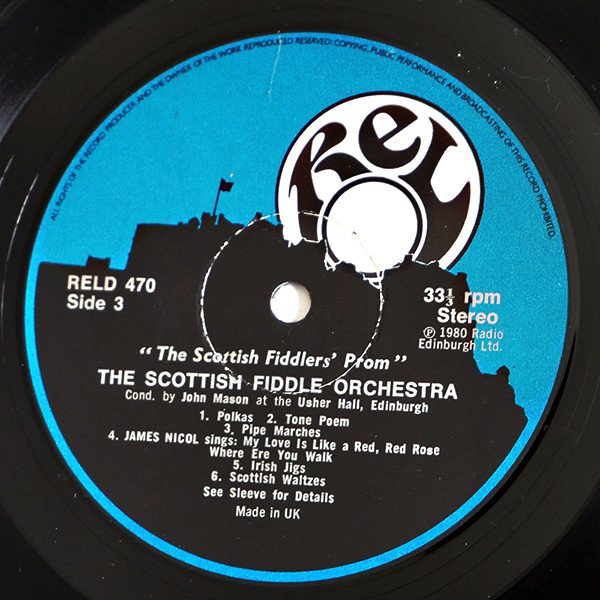 ALL RIGHTS OF THE RECORD PRODUCER AND THE OWNER OF THE WORK REPRODUCED RESERVED: COPYING, PUBLIC PERFORMANCE AND BROADCASTING OF THIS RECORD PROHIBITED.
ReL
RELD 470
Side 3
33⅓ rpm
Stereo
℗ 1980 Radio
Edinburgh Ltd.
"The Scottish Fiddlers' Prom"
THE SCOTTISH FIDDLE ORCHESTRA
Cond. by John Mason at the Usher Hall, Edinburgh
1. Polkas 2. Tone Poem
3. Pipe Marches
4. JAMES NICOL sings: My Love Is Like a Red, Red Rose
Where Ere You Walk
5. Irish Jigs
6. Scottish Waltzes
See Sleeve for Details
Made in UK